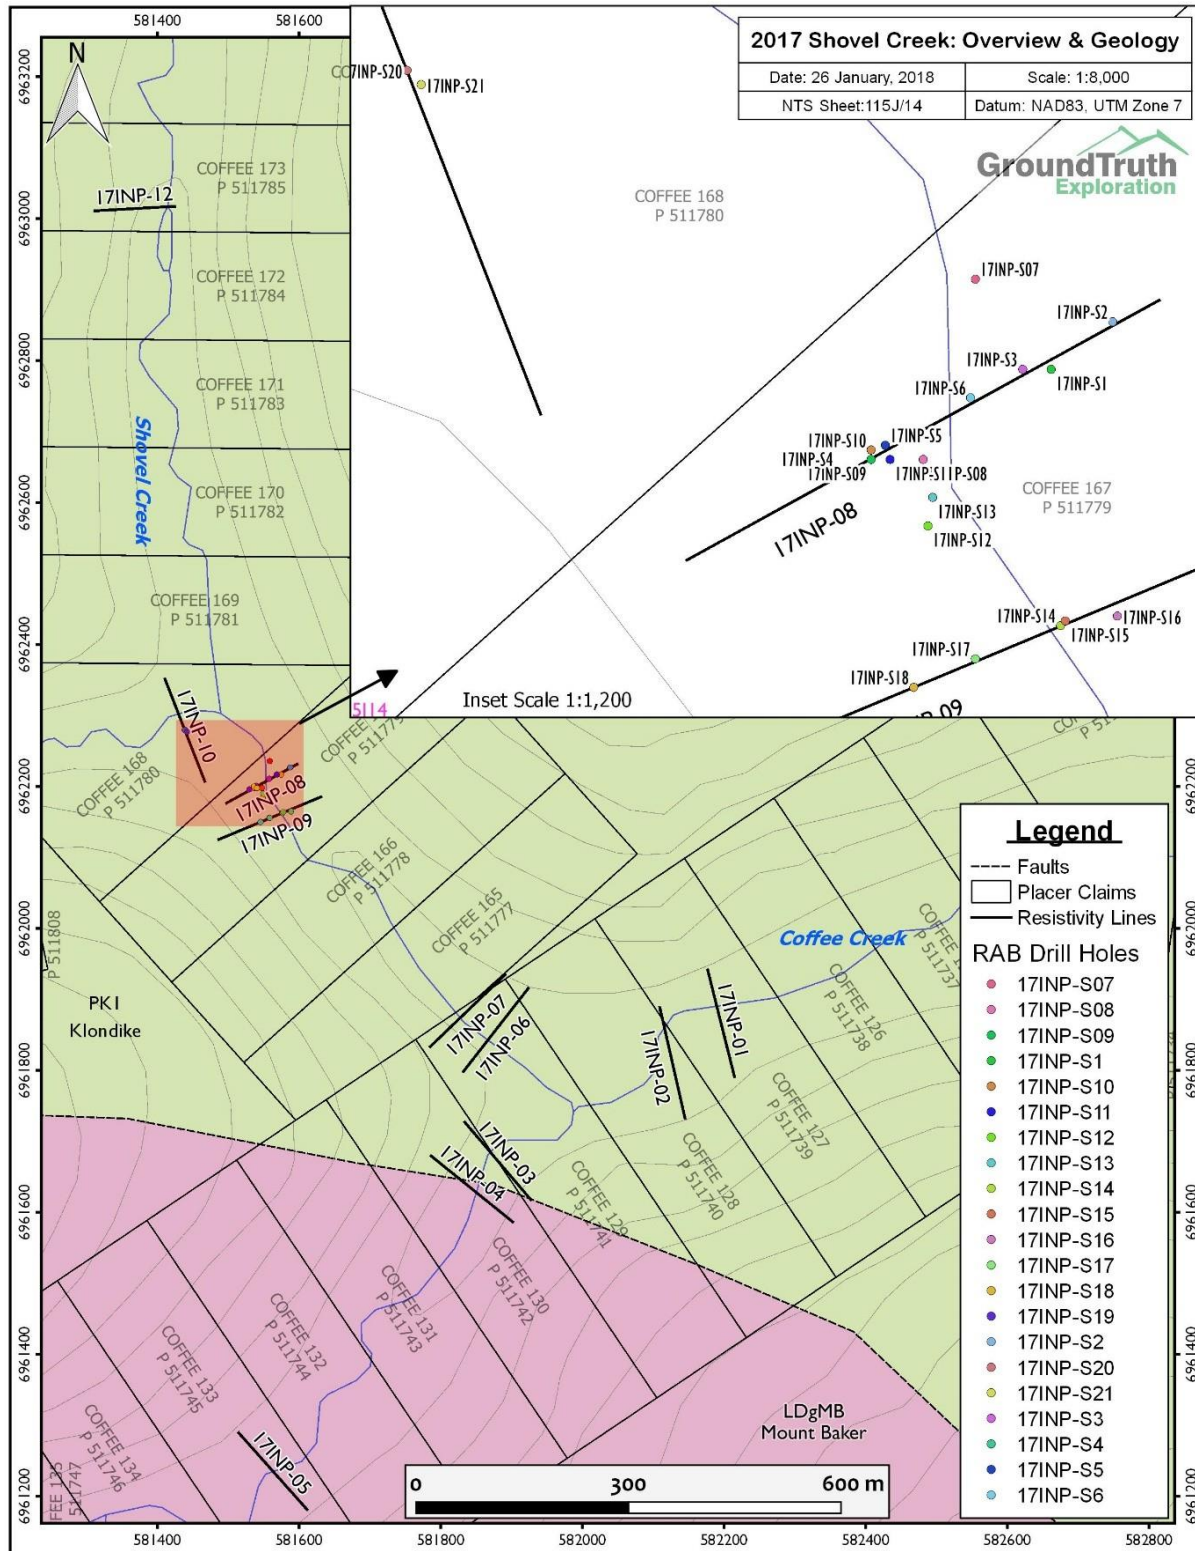 581400
581600
2017 Shovel Creek: Overview & Geology
Date: 26 January, 2018
Scale: 1:8,000
NTS Sheet:115J/14
Datum: NAD83, UTM Zone 7
GroundTruth
Exploration
N
17INP-S20
17INP-S21
COFFEE 168
P 511780
17INP-S07
17INP-S2
17INP-S3
17INP-S1
17INP-S6
17INP-S10
17INP-S5
17INP-S4
17INP-S09
17INP-S11P-S08
COFFEE 167
P 511779
17INP-S13
17INP-S12
17INP-08
17INP-S14
17INP-S16
17INP-S15
17INP-S17
17INP-S18
Inset Scale 1:1,200
5114
6963200
6963000
6962800
6962600
6962400
6962200
6962000
6961800
6961600
6961400
6961200
COFFEE 173
P 511785
17INP-12
COFFEE 172
P 511784
COFFEE 171
P 511783
Shovel Creek
COFFEE 170
P 511782
COFFEE 169
P 511781
17INP-10
COFFEE 168
P 511780
17INP-08
17INP-09
COFFEE 166
P 511778
COFFEE 165
P 511777
P 511808
PK1
Klondike
Coffee Creek
511737
COFFEE 126
P 511738
17INP-07
17INP-06
17INP-02
17INP-01
COFFEE 127
P 511739
17INP-03
17INP-04
COFFEE 128
P 511740
COFFEE 129
511741
COFFEE 130
P 511742
COFFEE 131
P 511743
COFFEE 132
P 511744
COFFEE 133
P 511745
COFFEE 134
P 511746
FEE 135
511747
17INP-05
LDgMB
Mount Baker
0 300 600 m
Legend
Faults
Placer Claims
Resistivity Lines
RAB Drill Holes
17INP-S07
17INP-S08
17INP-S09
17INP-S1
17INP-S10
17INP-S11
17INP-S12
17INP-S13
17INP-S14
17INP-S15
17INP-S16
17INP-S17
17INP-S18
17INP-S19
17INP-S2
17INP-S20
17INP-S21
17INP-S3
17INP-S4
17INP-S5
17INP-S6
6962200
6962000
6961800
6961600
6961400
6961200
581400
581600
581800
582000
582200
582400
582600
582800